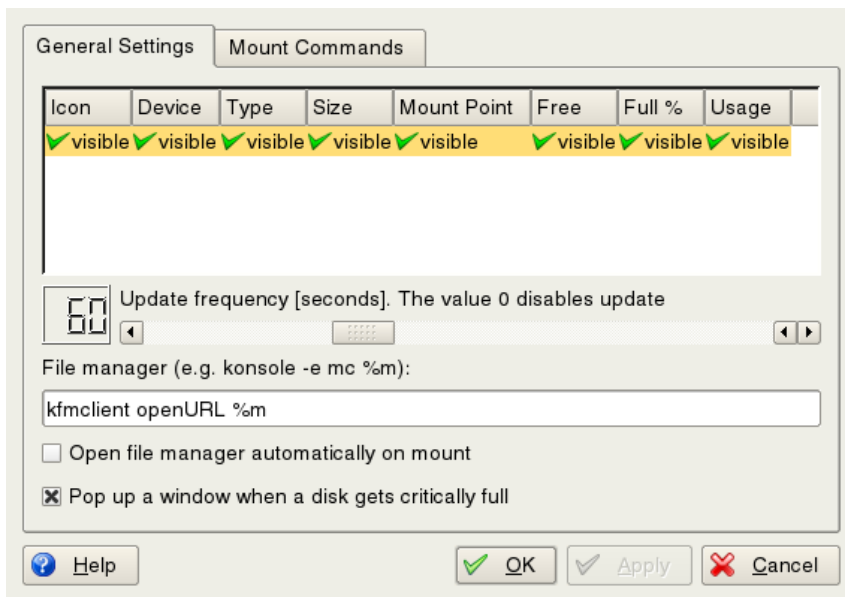 General Settings Mount Commands
Icon Device Type Size Mount Point Free Full % Usage
visible visible visible visible visible visible visible visible
60 Update frequency [seconds]. The value 0 disables update
File manager (e.g. konsole -e mc %m):
kfmclient openURL %m
Open file manager automatically on mount
Pop up a window when a disk gets critically full
Help OK Apply Cancel